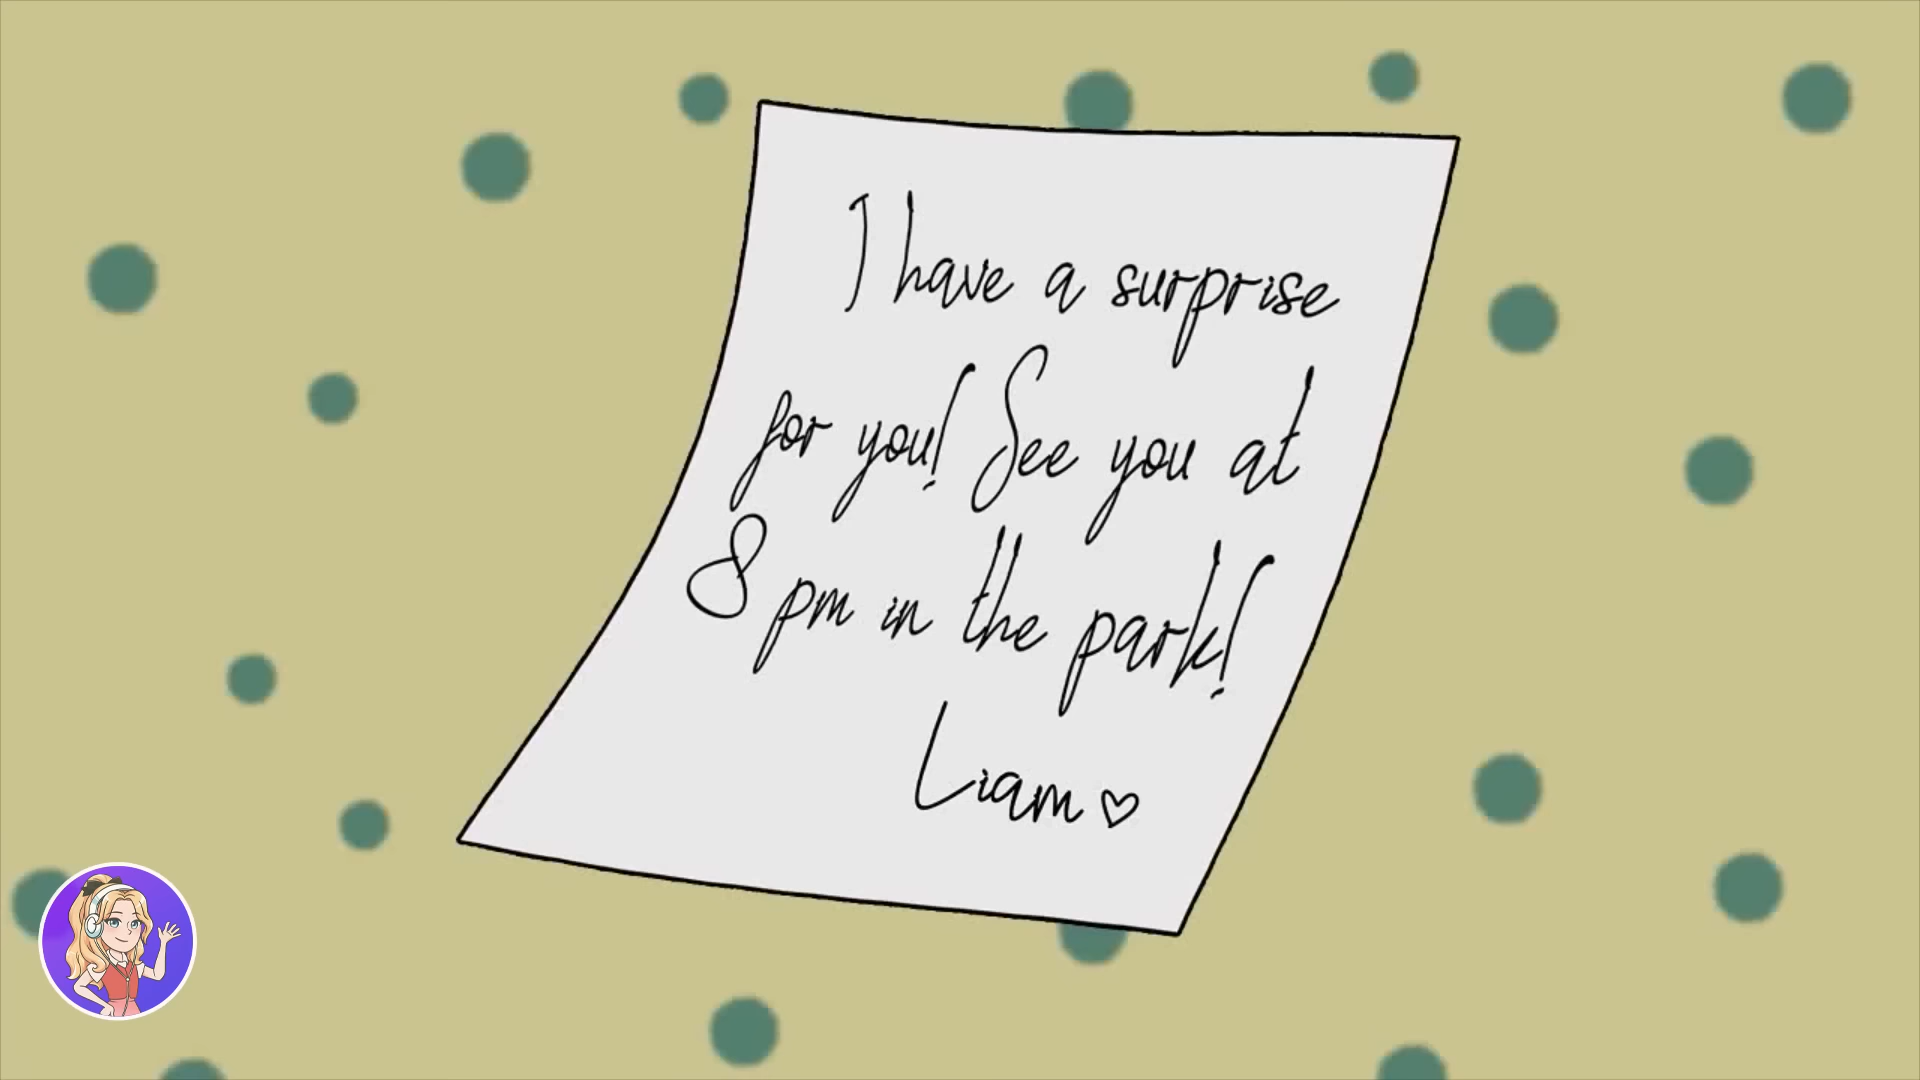 I have a surprise
for you! See you at
8 pm in the park!
Liam ♡